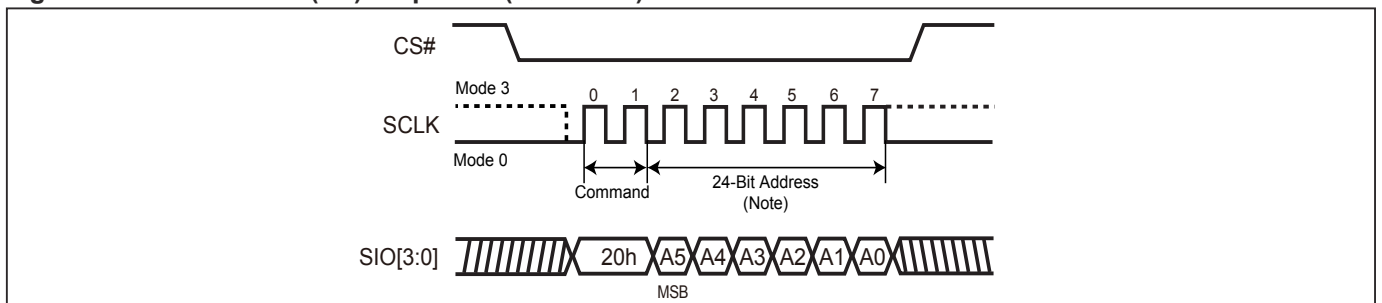 CS#
Mode 3
0 1 2 3 4 5 6 7
SCLK
Mode 0
Command
24-Bit Address
(Note)
SIO[3:0] 20h A5 A4 A3 A2 A1 A0
MSB